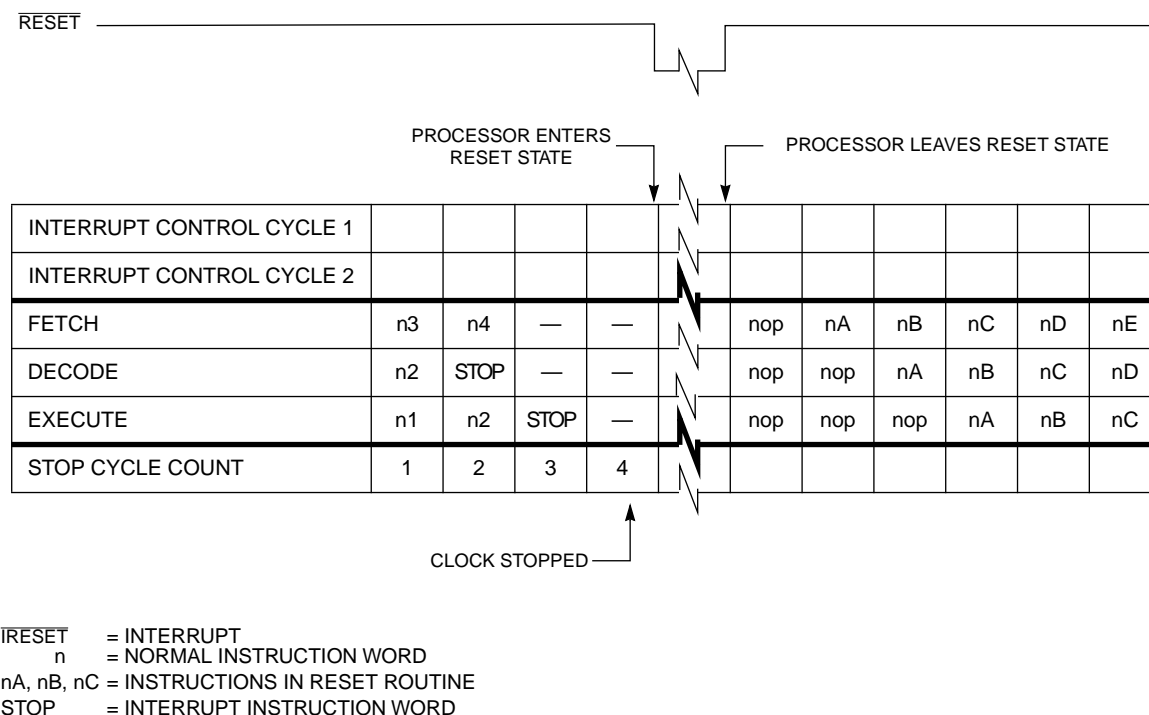 RESET
PROCESSOR ENTERS
RESET STATE
PROCESSOR LEAVES RESET STATE
INTERRUPT CONTROL CYCLE 1
INTERRUPT CONTROL CYCLE 2
FETCH n3 n4 — — nop nA nB nC nD nE
DECODE n2 STOP — — nop nop nA nB nC nD
EXECUTE n1 n2 STOP — nop nop nop nA nB nC
STOP CYCLE COUNT 1 2 3 4
CLOCK STOPPED
IRESET = INTERRUPT
n = NORMAL INSTRUCTION WORD
nA, nB, nC = INSTRUCTIONS IN RESET ROUTINE
STOP = INTERRUPT INSTRUCTION WORD